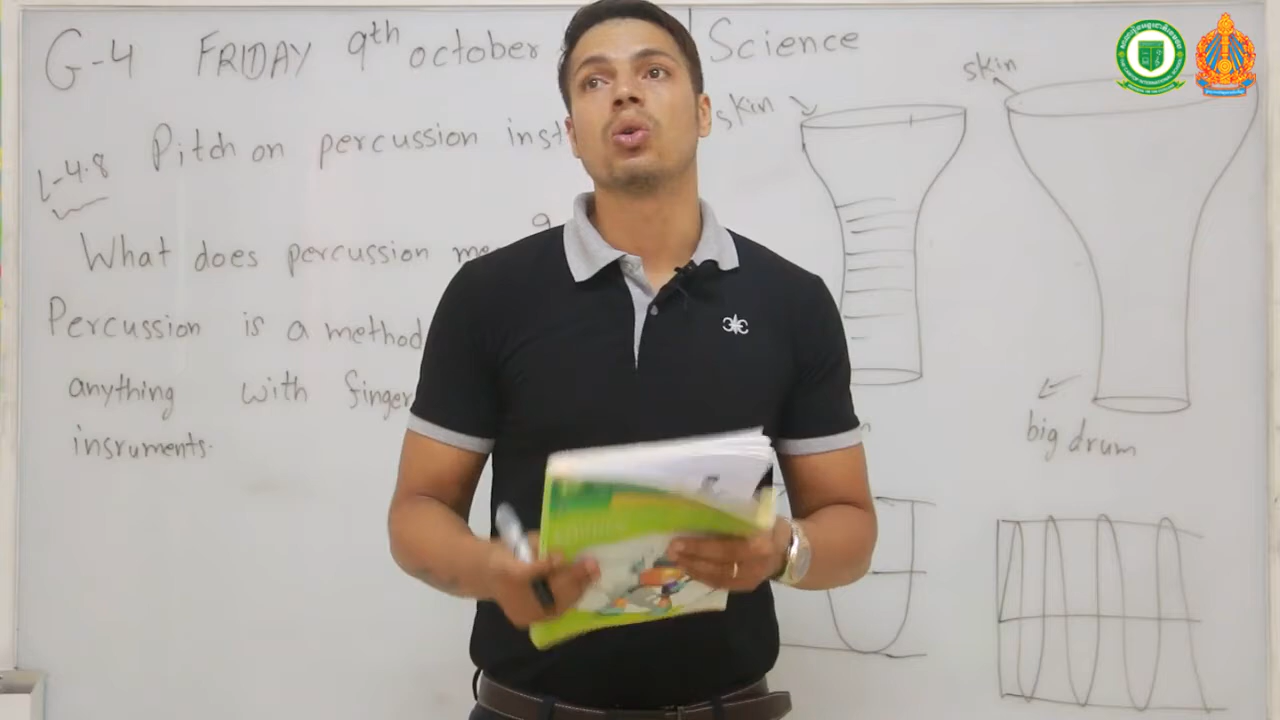 G-4 FRIDAY 9th october Science
L-4.8 Pitch on percussion inst
What does percussion me
Percussion is a method
anything with finger
insruments.
skin
skin
big drum